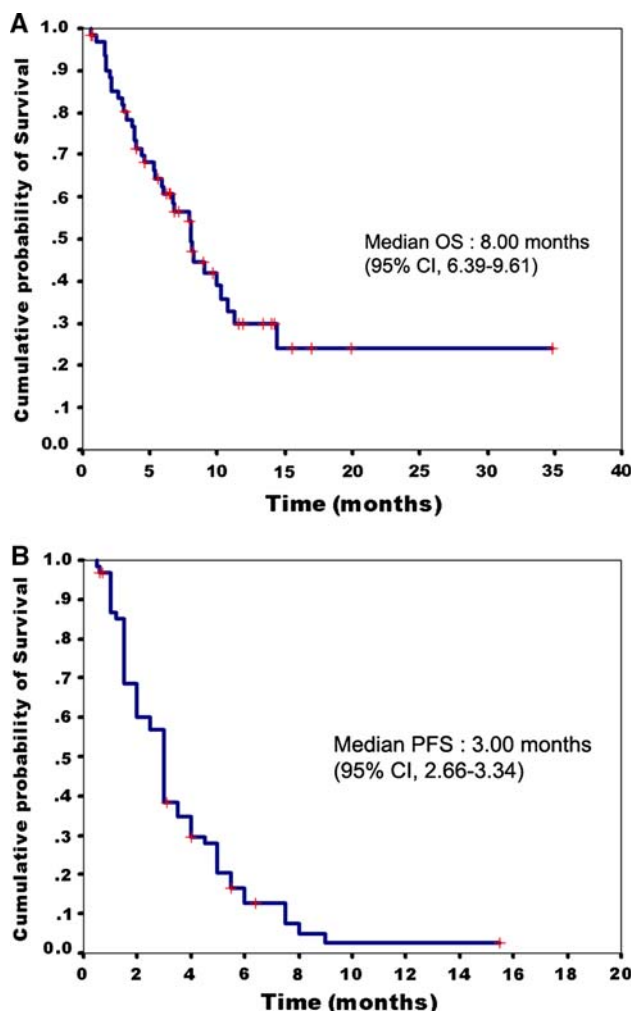 A
Cumulative probability of Survival
1.0
.9
.8
.7
.6
.5
.4
.3
.2
.1
0.0
Median OS : 8.00 months
(95% CI, 6.39-9.61)
0 5 10 15 20 25 30 35 40
Time (months)
B
Cumulative probability of Survival
1.0
.9
.8
.7
.6
.5
.4
.3
.2
.1
0.0
Median PFS : 3.00 months
(95% CI, 2.66-3.34)
0 2 4 6 8 10 12 14 16 18 20
Time (months)